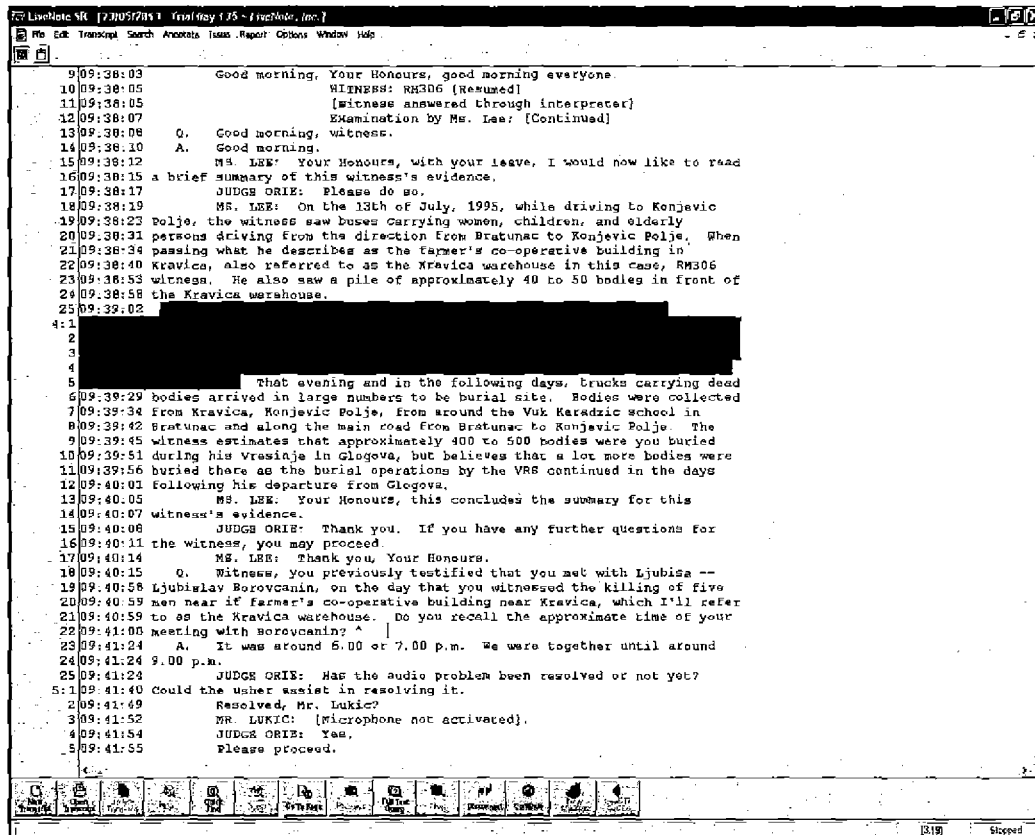 LiveNote SR [23/05/2013 Trial day 135 ~ LiveNote, Inc.]
File Edit Transcript Search Annotate Issues Report Options Window Help
9 09:38:03 Good morning, Your Honours, good morning everyone.
10 09:38:05 WITNESS: RM306 [Resumed]
11 09:38:05 [Witness answered through interpreter]
12 09:38:07 Examination by Ms. Lee: [Continued]
13 09:38:08 Q. Good morning, witness.
14 09:38:10 A. Good morning.
15 09:38:12 MS. LEE: Your Honours, with your leave, I would now like to read
16 09:38:15 a brief summary of this witness's evidence.
17 09:38:17 JUDGE ORIE: Please do so.
18 09:38:19 MS. LEE: On the 13th of July, 1995, while driving to Konjevic
19 09:38:23 Polje, the witness saw buses carrying women, children, and elderly
20 09:38:31 persons driving from the direction from Bratunac to Konjevic Polje. When
21 09:38:34 passing what he describes as the farmer's co-operative building in
22 09:38:40 Kravica, also referred to as the Kravica warehouse in this case, RM306
23 09:38:53 witness. He also saw a pile of approximately 40 to 50 bodies in front of
24 09:38:58 the Kravica warehouse.
25 09:39:02
4:1
2
3
4
5 That evening and in the following days, trucks carrying dead
6 09:39:29 bodies arrived in large numbers to be burial site. Bodies were collected
7 09:39:34 from Kravica, Konjevic Polje, from around the Vuk Karadzic school in
8 09:39:42 Bratunac and along the main road from Bratunac to Konjevic Polje. The
9 09:39:45 witness estimates that approximately 400 to 500 bodies were you buried
10 09:39:51 during his vresinje in Glogova, but believes that a lot more bodies were
11 09:39:56 buried there as the burial operations by the VRS continued in the days
12 09:40:01 following his departure from Glogova.
13 09:40:05 MS. LEE: Your Honours, this concludes the summary for this
14 09:40:07 witness's evidence.
15 09:40:08 JUDGE ORIE: Thank you. If you have any further questions for
16 09:40:11 the witness, you may proceed.
17 09:40:14 MS. LEE: Thank you, Your Honours.
18 09:40:15 Q. Witness, you previously testified that you met with Ljubisa --
19 09:40:56 Ljubislav Borovcanin, on the day that you witnessed the killing of five
20 09:40:59 men near if farmer's co-operative building near Kravica, which I'll refer
21 09:40:59 to as the Kravica warehouse. Do you recall the approximate time of your
22 09:41:00 meeting with Borovcanin? ^
23 09:41:24 A. It was around 6.00 or 7.00 p.m. We were together until around
24 09:41:24 9.00 p.m.
25 09:41:24 JUDGE ORIE: Has the audio problem been resolved or not yet?
5:1 09:41:40 Could the usher assist in resolving it.
2 09:41:49 Resolved, Mr. Lukic?
3 09:41:52 MR. LUKIC: [Microphone not activated].
4 09:41:54 JUDGE ORIE: Yes.
5 09:41:55 Please proceed.
[3:19] Stopped